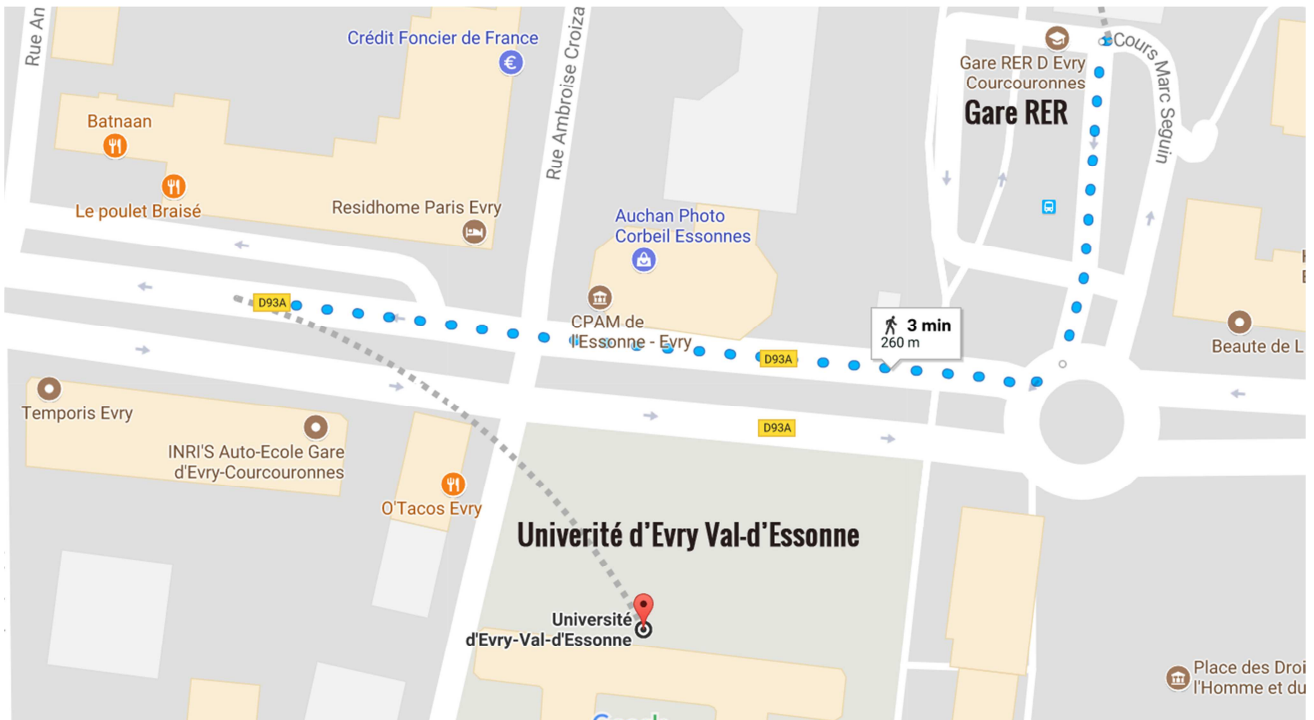 Rue An
Crédit Foncier de France
€
Rue Ambroise Croiza
Gare RER D Evry
Courcouronnes
Gare RER
Cours Marc Seguin
Batnaan
Le poulet Braisé
Residhome Paris Evry
Auchan Photo
Corbeil Essonnes
D93A
CPAM de
l'Essonne - Evry
D93A
3 min
260 m
Beaute de L
Temporis Evry
D93A
INRI'S Auto-Ecole Gare
d'Evry-Courcouronnes
O'Tacos Evry
Univerité d'Evry Val-d'Essonne
Université
d'Evry-Val-d'Essonne
Place des Droi
l'Homme et du
Google